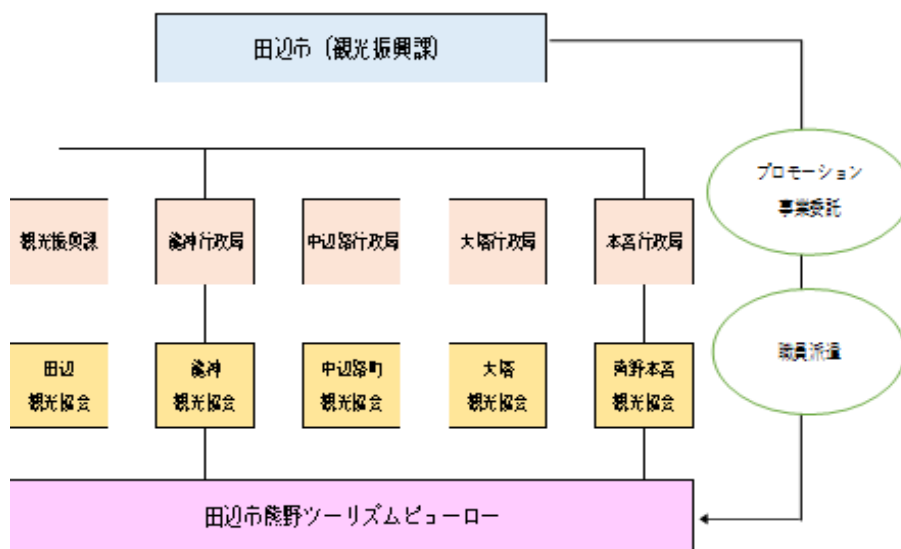 田辺市（観光振興課）
プロモーション
事業委託
観光振興課
龍神行政局
中辺路行政局
大塔行政局
本宮行政局
職員派遣
田辺
観光協会
龍神
観光協会
中辺路町
観光協会
大塔
観光協会
熊野本宮
観光協会
田辺市熊野ツーリズムビューロー